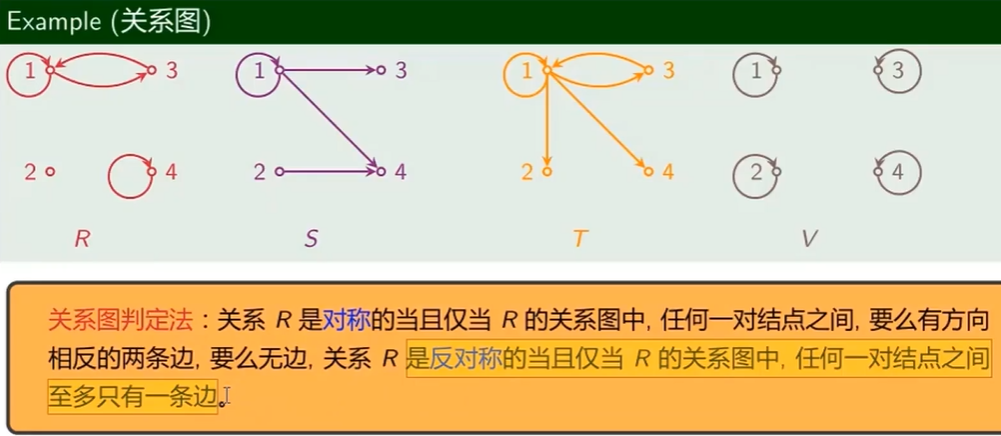 Example (关系图)
1 3 1 3 1 3 1 3
2 4 2 4 2 4 2 4
R S T V
关系图判定法：关系 R 是对称的当且仅当 R 的关系图中, 任何一对结点之间, 要么有方向
相反的两条边, 要么无边, 关系 R 是反对称的当且仅当 R 的关系图中, 任何一对结点之间
至多只有一条边。